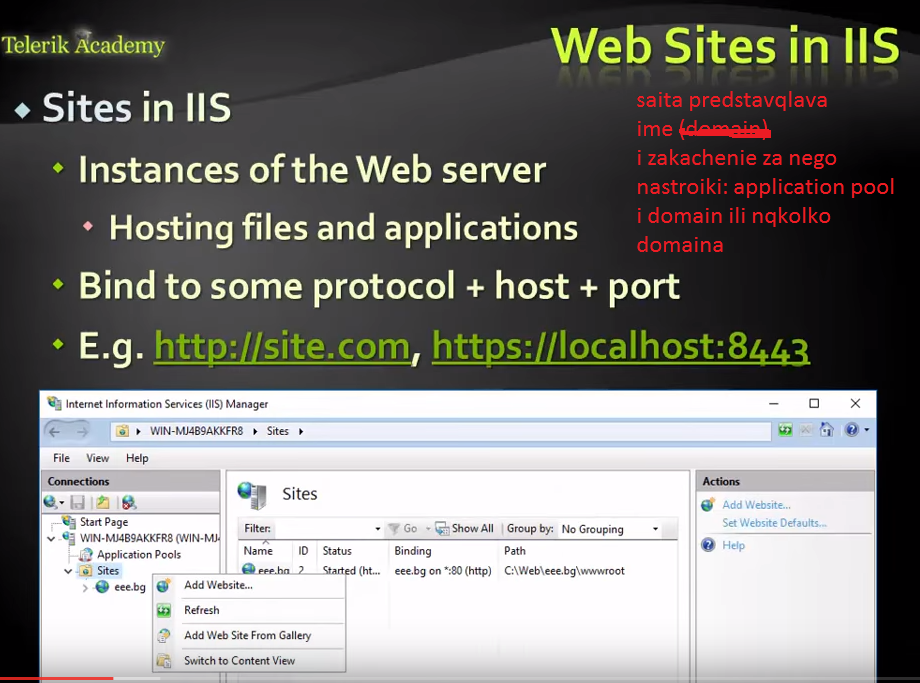 Telerik Academy
Web Sites in IIS
Sites in IIS
Instances of the Web server
Hosting files and applications
Bind to some protocol + host + port
E.g. http://site.com, https://localhost:8443
saita predstavqlava
ime (domain)
i zakachenie za nego
nastroiki: application pool
i domain ili nqkolko
domaina
Internet Information Services (IIS) Manager
WIN-MJ4B9AKKFR8 Sites
File View Help
Connections
Start Page
WIN-MJ4B9AKKFR8 (WIN-MJ4
Application Pools
Sites
eee.bg
Add Website...
Refresh
Add Web Site From Gallery
Switch to Content View
Sites
Filter: Go Show All Group by: No Grouping
Name ID Status Binding Path
eee.bg 2 Started (ht... eee.bg on *:80 (http) C:\Web\eee.bg\wwwroot
Actions
Add Website...
Set Website Defaults...
Help